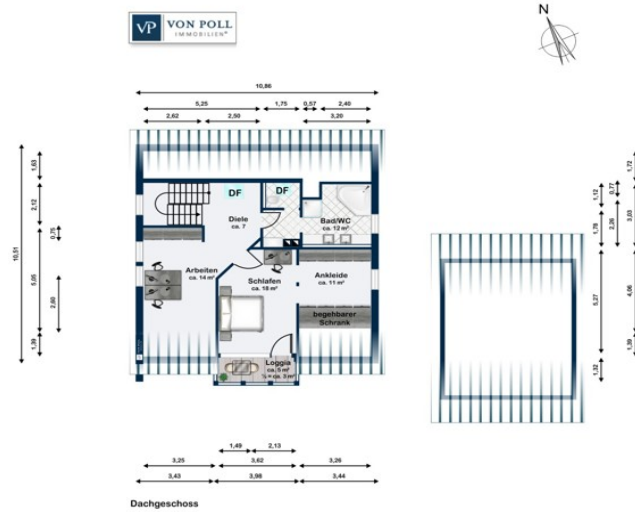 VP VON POLL
IMMOBILIEN®
N
10,86
5,25 1,75 0,57 2,40
2,62 2,50 3,20
10,51
1,63
2,12
0,75
5,05
2,60
1,39
DF
DF
Diele
ca. 7
Bad/WC
ca. 12 m²
Arbeiten
ca. 14 m²
Schlafen
ca. 18 m²
Ankleide
ca. 11 m²
begehbarer
Schrank
Loggia
ca. 5 m²
½ = ca. 3 m²
1,72
1,12 0,77
3,03
1,78 2,26
5,27
4,06
1,39
1,32
1,49 2,13
3,25 3,62 3,26
3,43 3,98 3,44
Dachgeschoss